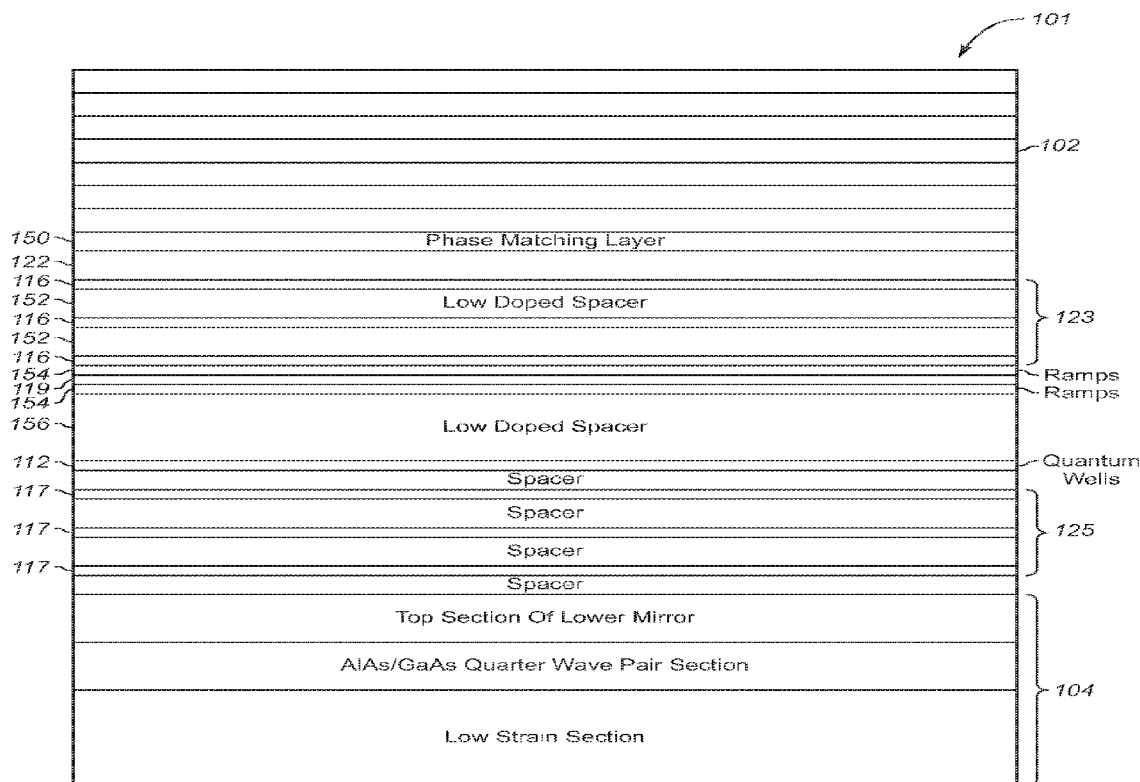 101
102
150
Phase Matching Layer
122
116
152
Low Doped Spacer
116
123
152
116
154
Ramps
119
Ramps
154
156
Low Doped Spacer
112
Quantum
Wells
Spacer
117
Spacer
117
125
Spacer
117
Spacer
Top Section Of Lower Mirror
AlAs/GaAs Quarter Wave Pair Section
104
Low Strain Section